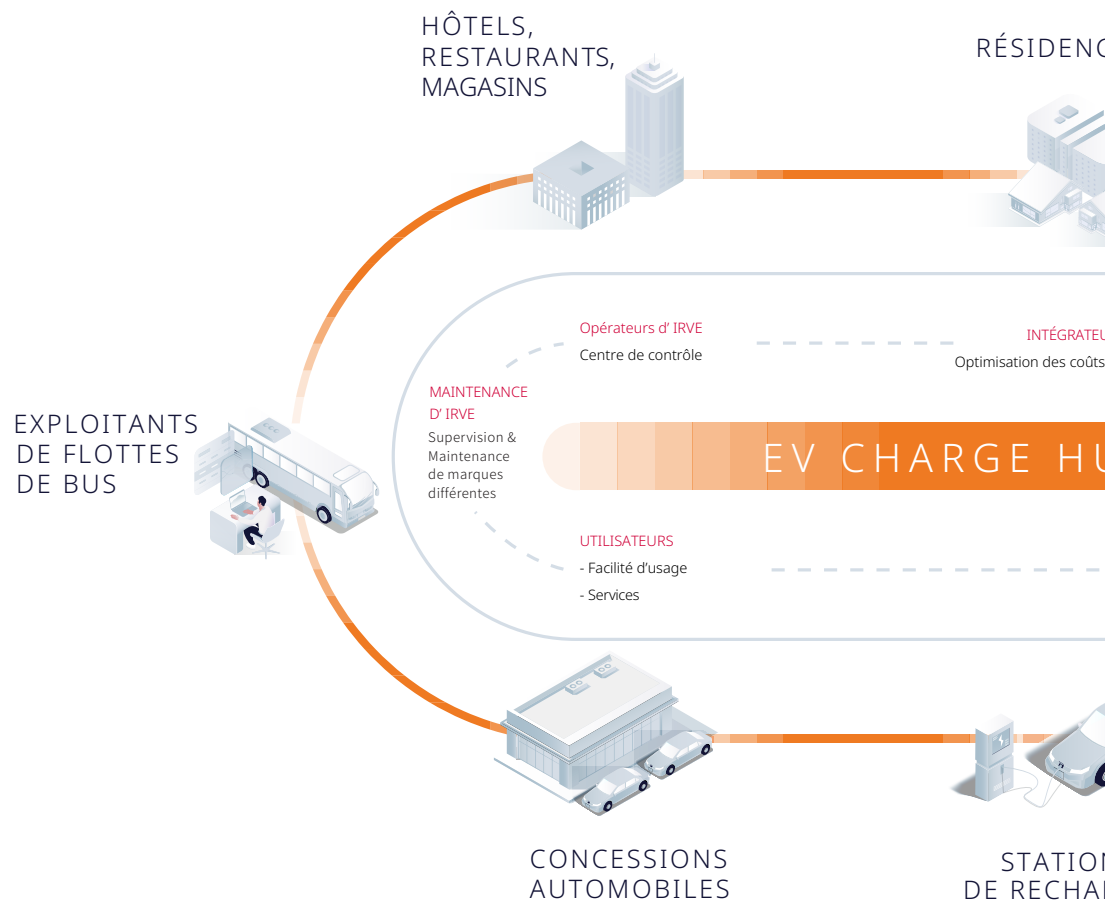 HÔTELS,
RESTAURANTS,
MAGASINS
RÉSIDENC
Opérateurs d’ IRVE
Centre de contrôle
INTÉGRATEU
Optimisation des coûts
MAINTENANCE
D’ IRVE
Supervision &
Maintenance
de marques
différentes
EXPLOITANTS
DE FLOTTES
DE BUS
EV CHARGE HU
UTILISATEURS
- Facilité d’usage
- Services
CONCESSIONS
AUTOMOBILES
STATION
DE RECHAR